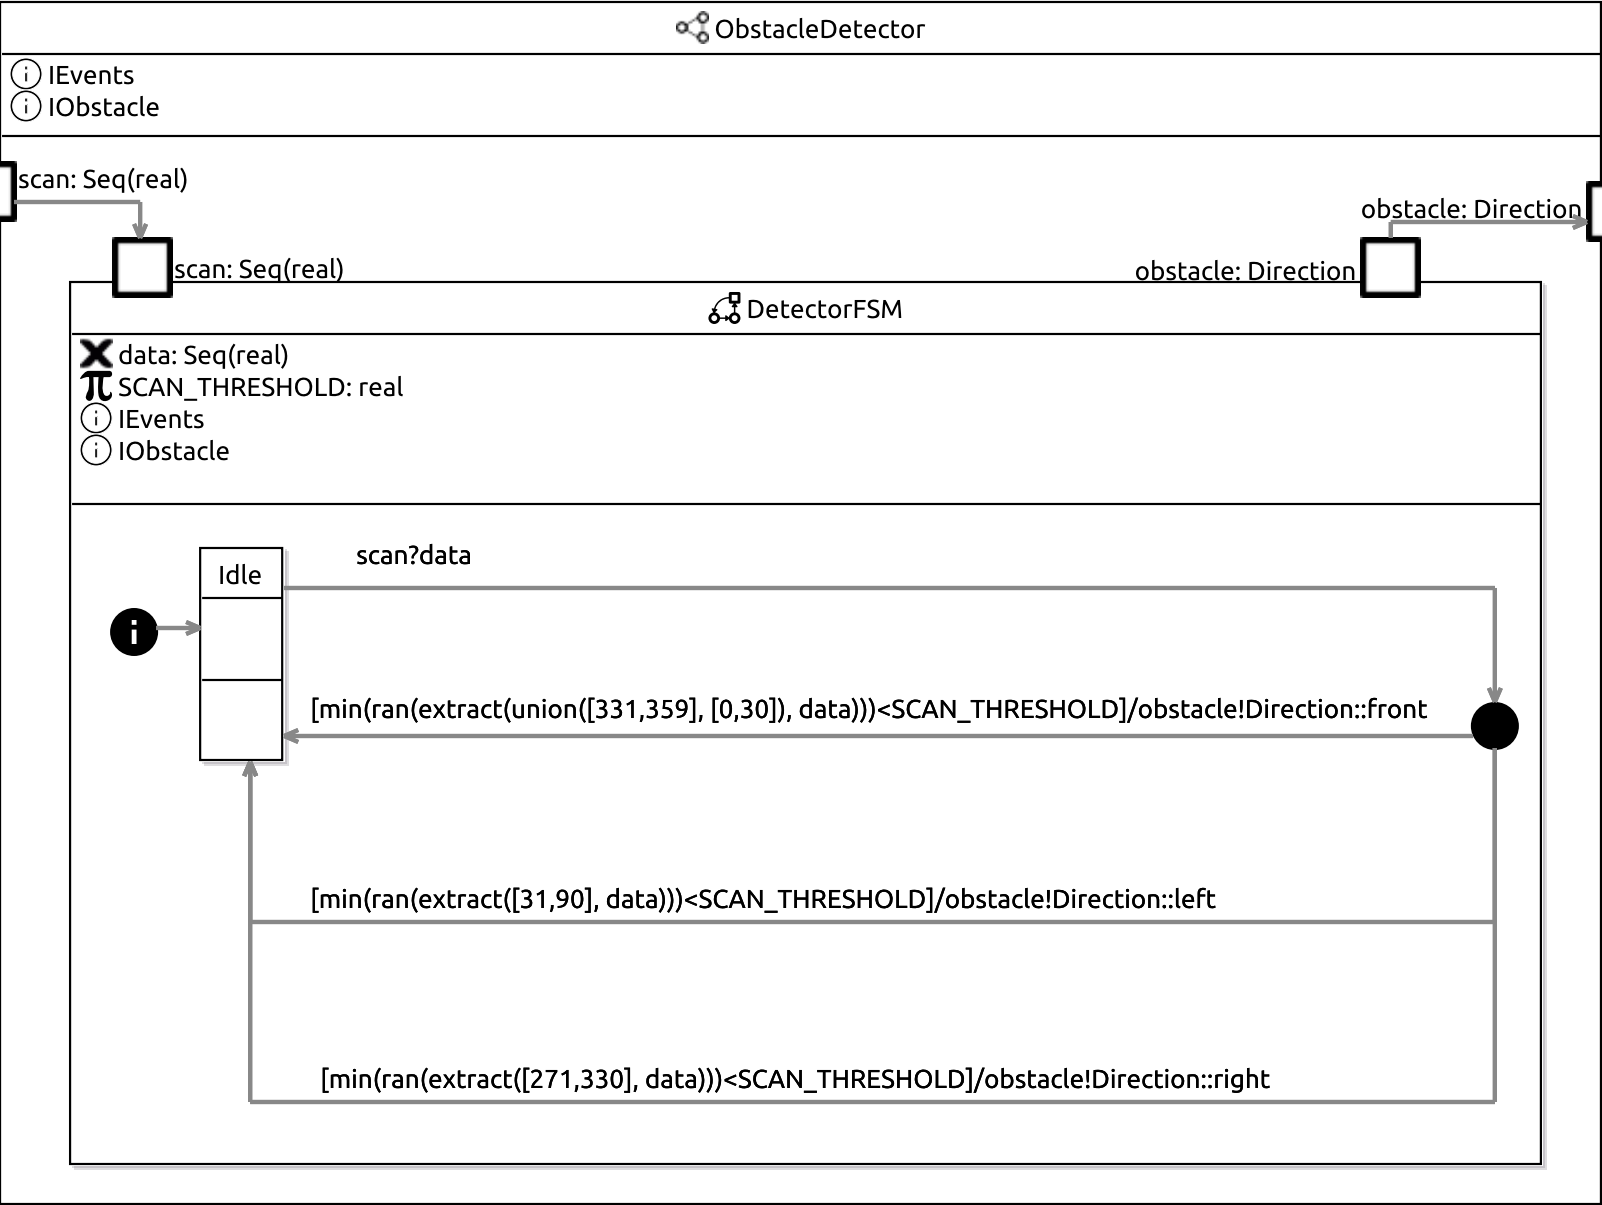 ObstacleDetector
i IEvents
i IObstacle
scan: Seq(real)
obstacle: Direction
scan: Seq(real)
obstacle: Direction
DetectorFSM
data: Seq(real)
π SCAN_THRESHOLD: real
i IEvents
i IObstacle
scan?data
Idle
i
[min(ran(extract(union([331,359], [0,30]), data)))<SCAN_THRESHOLD]/obstacle!Direction::front
[min(ran(extract([31,90], data)))<SCAN_THRESHOLD]/obstacle!Direction::left
[min(ran(extract([271,330], data)))<SCAN_THRESHOLD]/obstacle!Direction::right